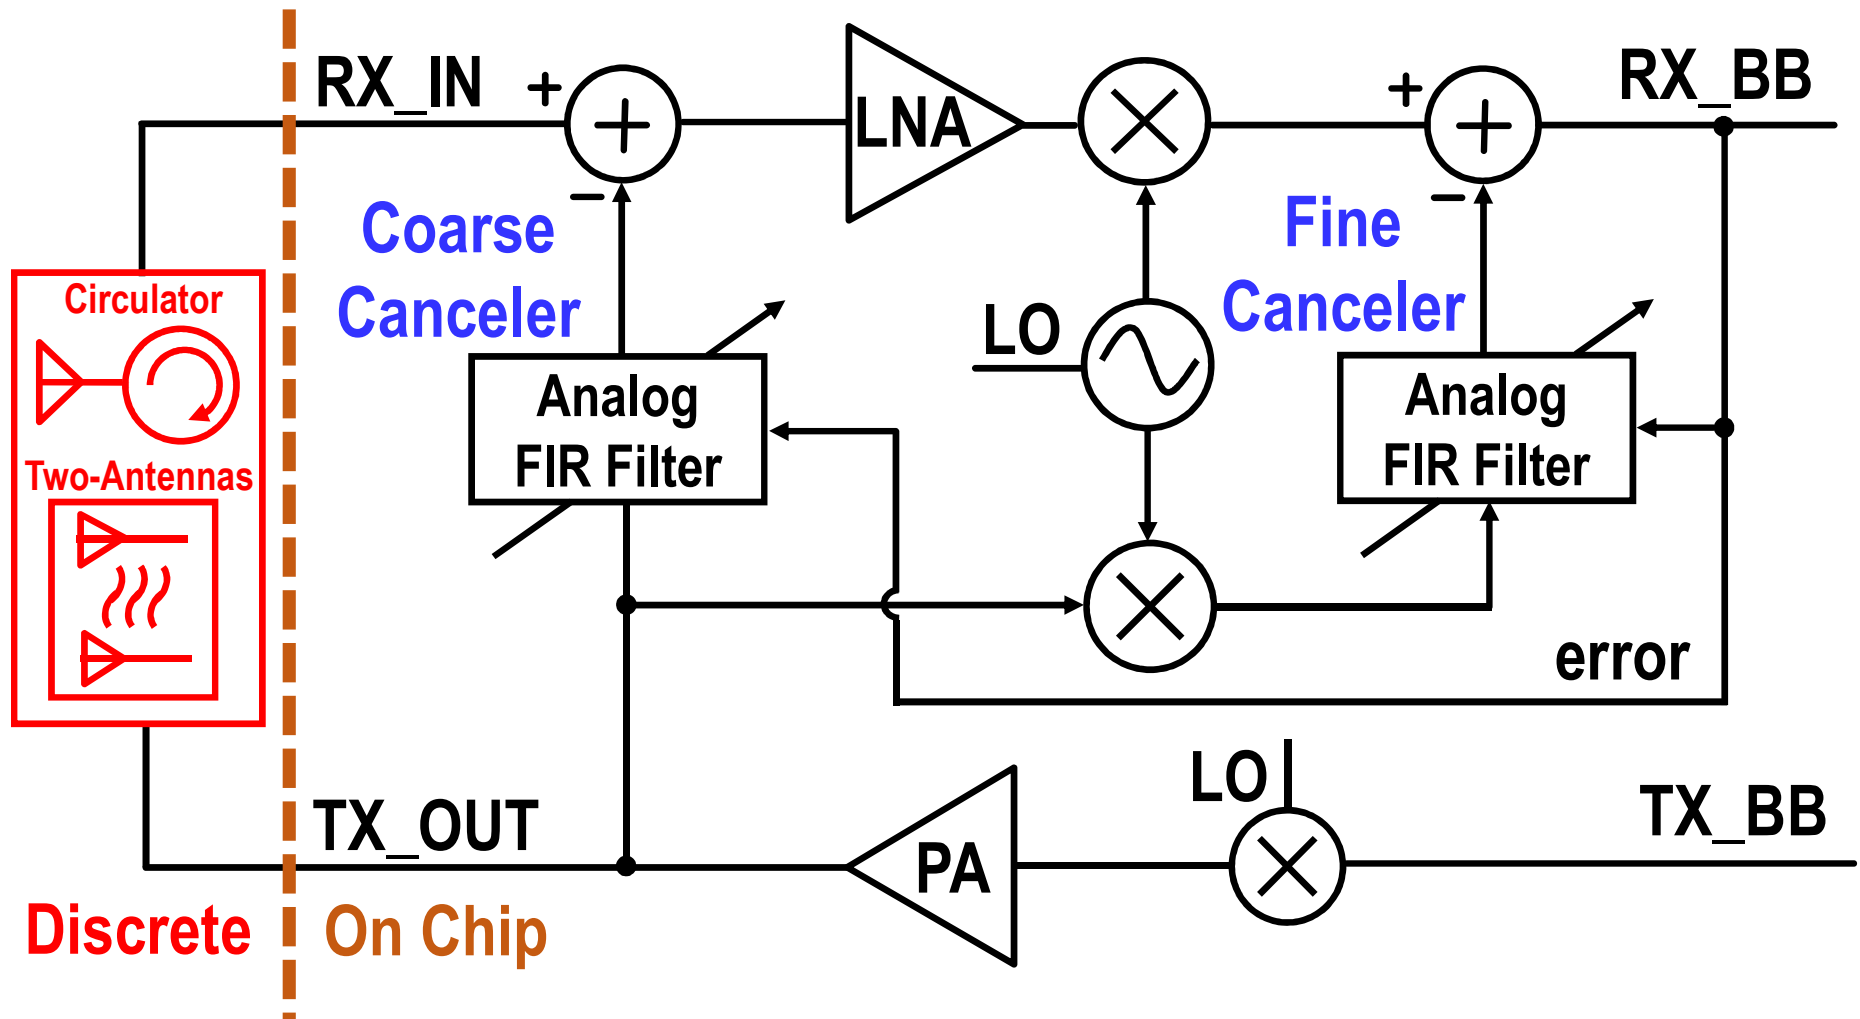 RX_IN
+
−
LNA
+
−
RX_BB
Coarse
Canceler
Fine
Canceler
Circulator
LO
Analog
FIR Filter
Analog
FIR Filter
Two-Antennas
error
TX_OUT
PA
LO
TX_BB
Discrete
On Chip